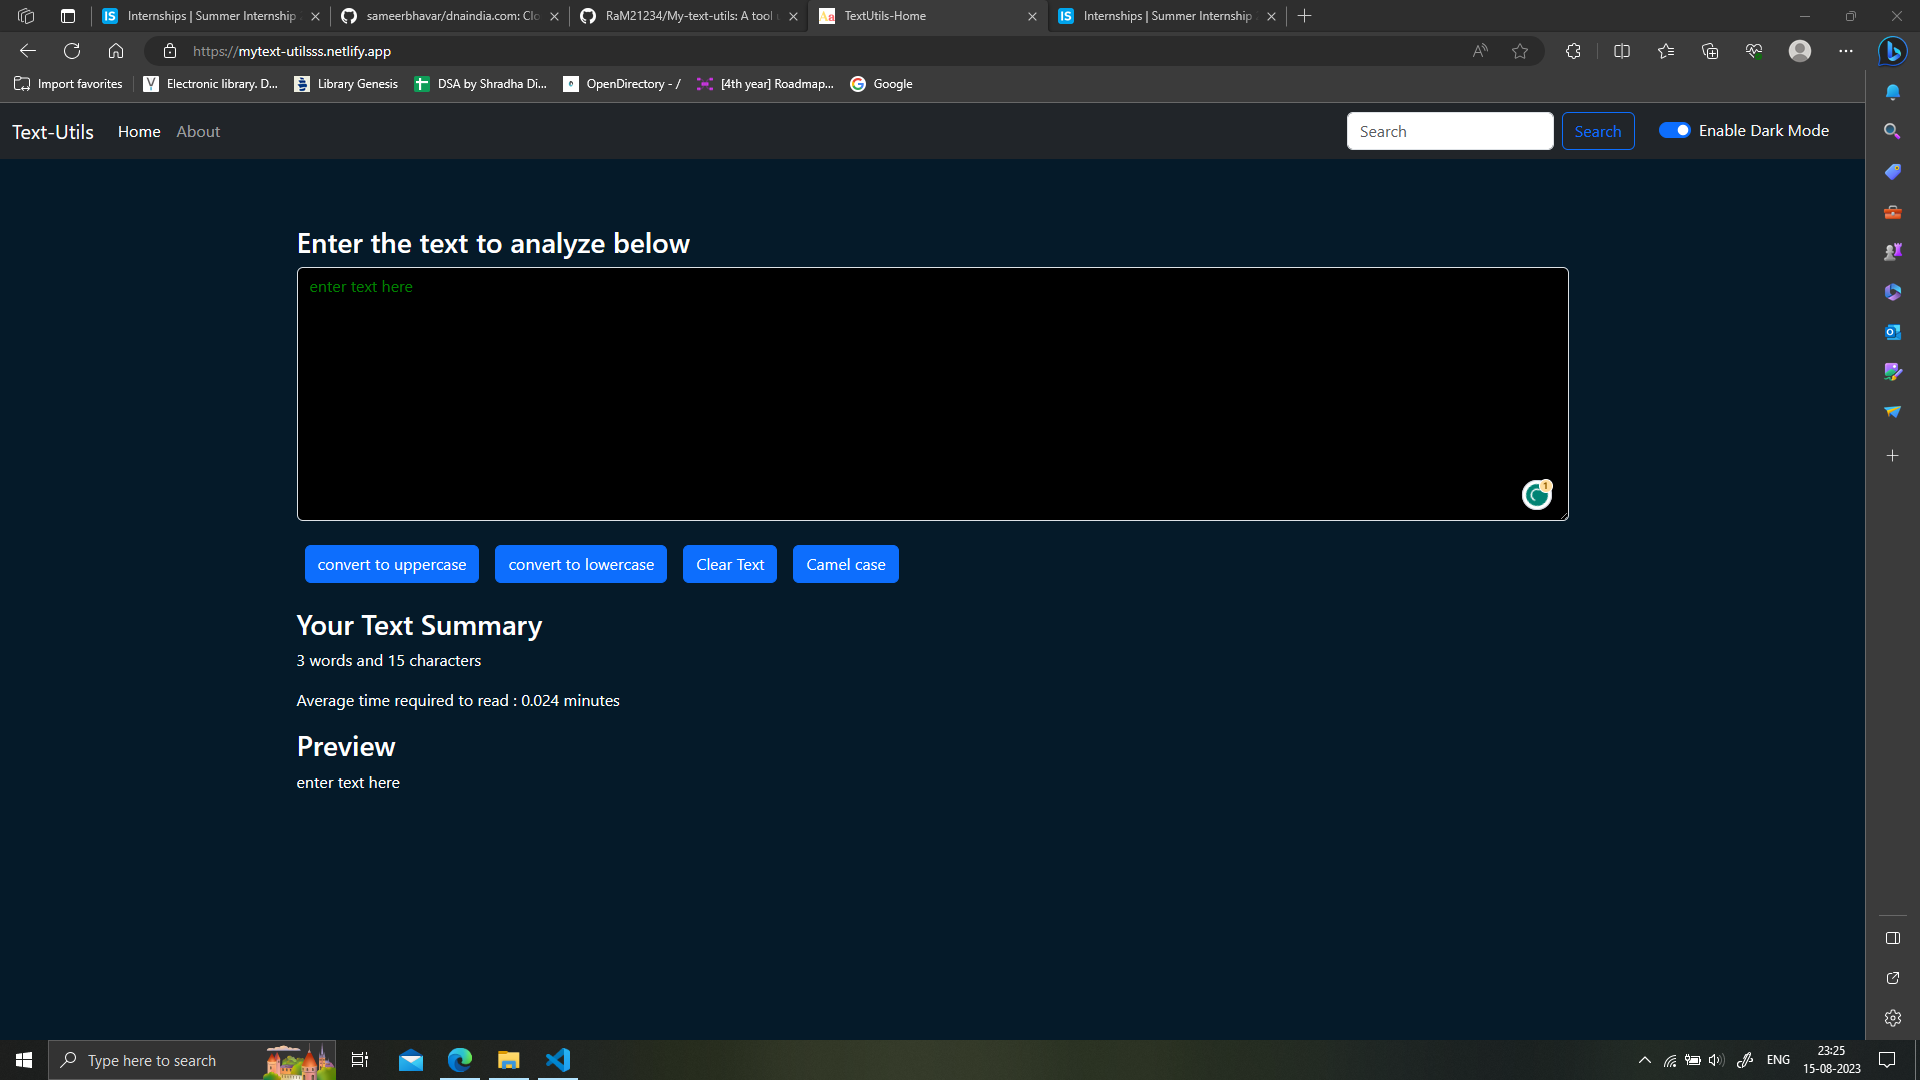 Internships | Summer Internship
sameerbhavar/dnaindia.com: Clo
RaM21234/My-text-utils: A tool
TextUtils-Home
Internships | Summer Internship
https://mytext-utilsss.netlify.app
Import favorites
Electronic library. D...
Library Genesis
DSA by Shradha Di...
OpenDirectory - /
[4th year] Roadmap...
Google
Text-Utils
Home
About
Search
Search
Enable Dark Mode
Enter the text to analyze below
enter text here
1
convert to uppercase
convert to lowercase
Clear Text
Camel case
Your Text Summary
3 words and 15 characters
Average time required to read : 0.024 minutes
Preview
enter text here
Type here to search
ENG
23:25
15-08-2023